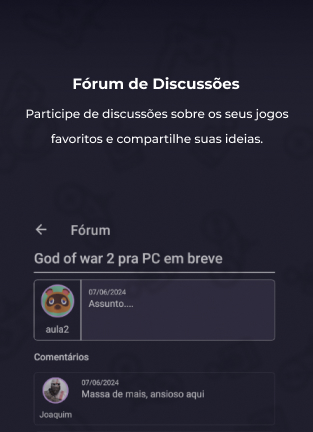 Fórum de Discussões
Participe de discussões sobre os seus jogos
favoritos e compartilhe suas ideias.
Fórum
God of war 2 pra PC em breve
07/06/2024
Assunto....
aula2
Comentários
07/06/2024
Massa de mais, ansioso aqui
Joaquim